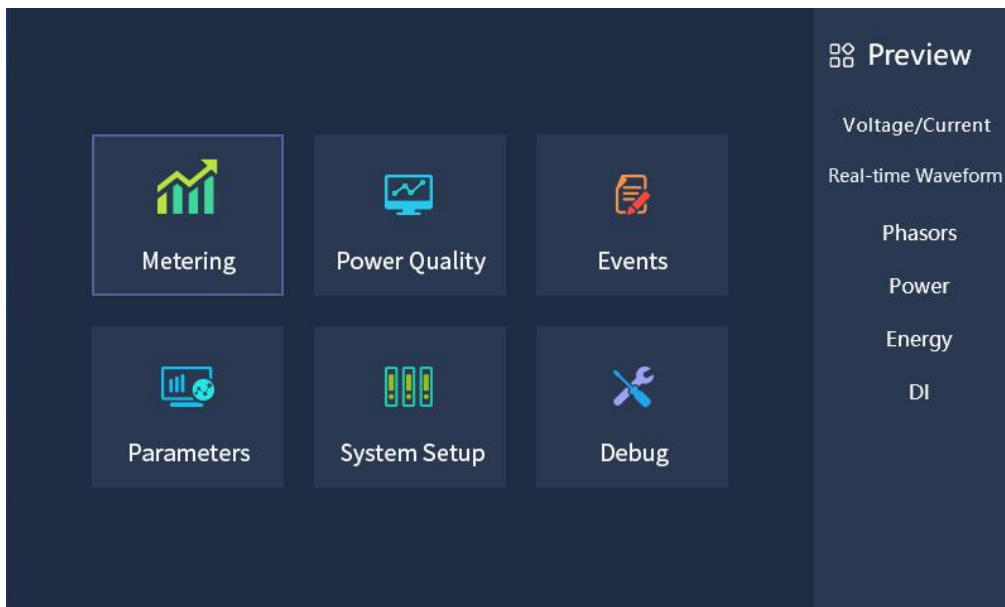 Metering
Power Quality
Events
Parameters
System Setup
Debug
Preview
Voltage/Current
Real-time Waveform
Phasors
Power
Energy
DI